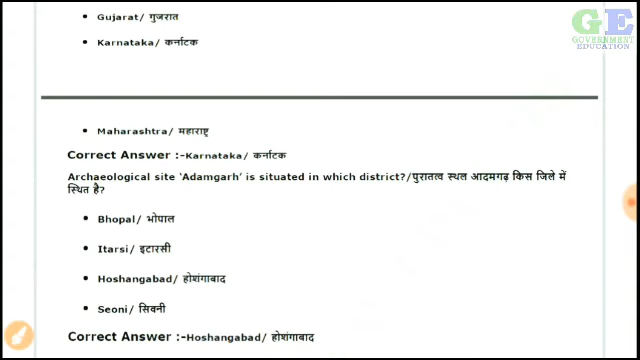 GE
GOVERNMENT
EDUCATION
Gujarat/ गुजरात
Karnataka/ कर्नाटक
Maharashtra/ महाराष्ट्र
Correct Answer :-Karnataka/ कर्नाटक
Archaeological site 'Adamgarh' is situated in which district?/पुरातत्व स्थल आदमगढ़ किस जिले में
स्थित है?
Bhopal/ भोपाल
Itarsi/ इटारसी
Hoshangabad/ होशंगाबाद
Seoni/ सिवनी
Correct Answer :-Hoshangabad/ होशंगाबाद